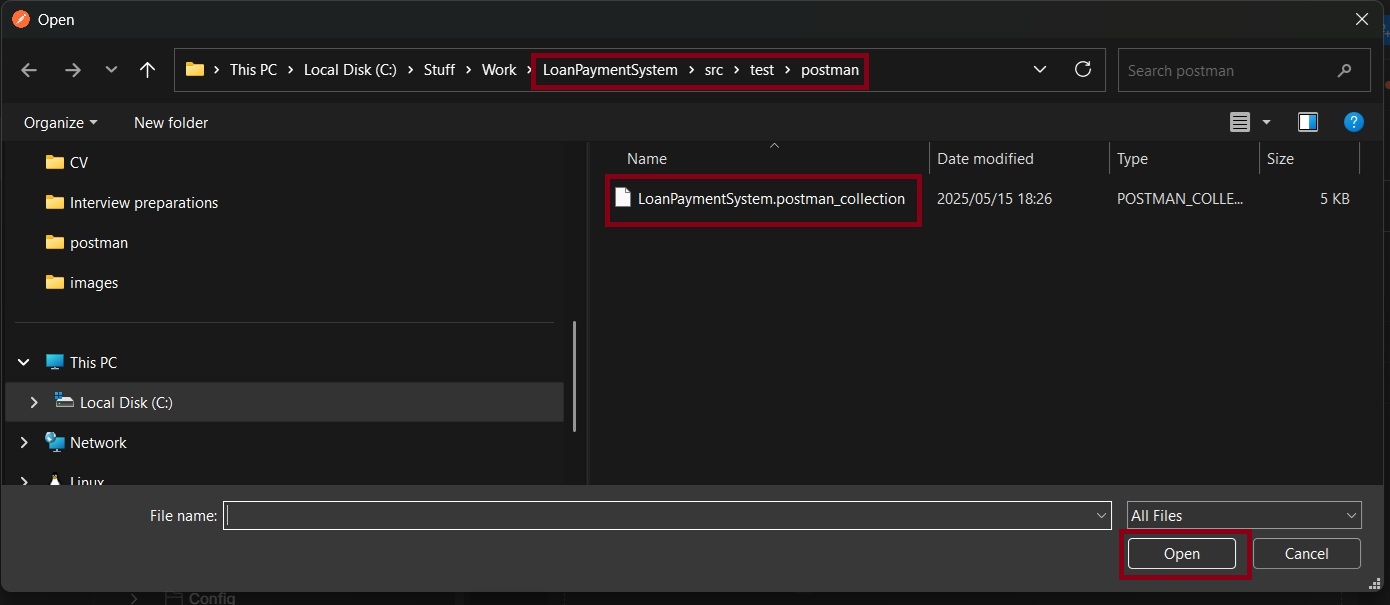 Open
This PC > Local Disk (C:) > Stuff > Work > LoanPaymentSystem > src > test > postman
Search postman
Organize
New folder
CV
Interview preparations
postman
images
This PC
Local Disk (C:)
Network
Linux
Name
Date modified
Type
Size
LoanPaymentSystem.postman_collection
2025/05/15 18:26
POSTMAN_COLLE...
5 KB
File name:
All Files
Open
Cancel
Config